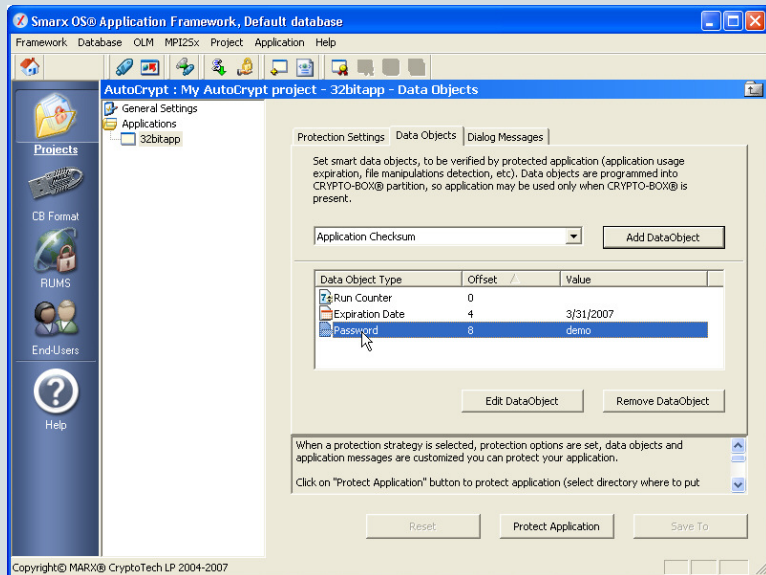 Smarx OS® Application Framework, Default database
Framework Database OLM MPI25x Project Application Help
AutoCrypt : My AutoCrypt project - 32bitapp - Data Objects
General Settings
Applications
32bitapp
Projects
CB Format
RUMS
End-Users
Help
Protection Settings Data Objects Dialog Messages
Set smart data objects, to be verified by protected application (application usage
expiration, file manipulations detection, etc). Data objects are programmed into
CRYPTO-BOX® partition, so application may be used only when CRYPTO-BOX® is
present.
Application Checksum Add DataObject
Data Object Type Offset Value
Run Counter 0
Expiration Date 4 3/31/2007
Password 8 demo
Edit DataObject Remove DataObject
When a protection strategy is selected, protection options are set, data objects and
application messages are customized you can protect your application.
Click on "Protect Application" button to protect application (select directory where to put
Reset Protect Application Save To
Copyright© MARX® CryptoTech LP 2004-2007